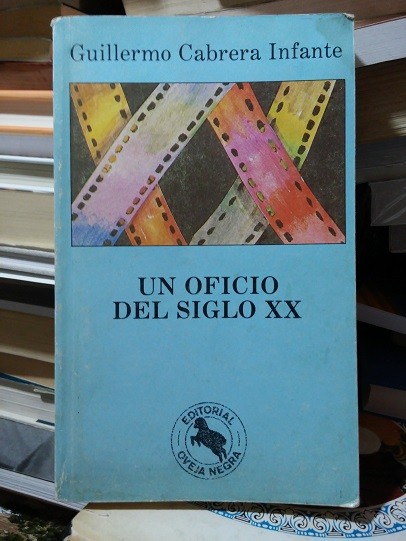 Guillermo Cabrera Infante
UN OFICIO
DEL SIGLO XX
EDITORIAL
OVEJA NEGRA